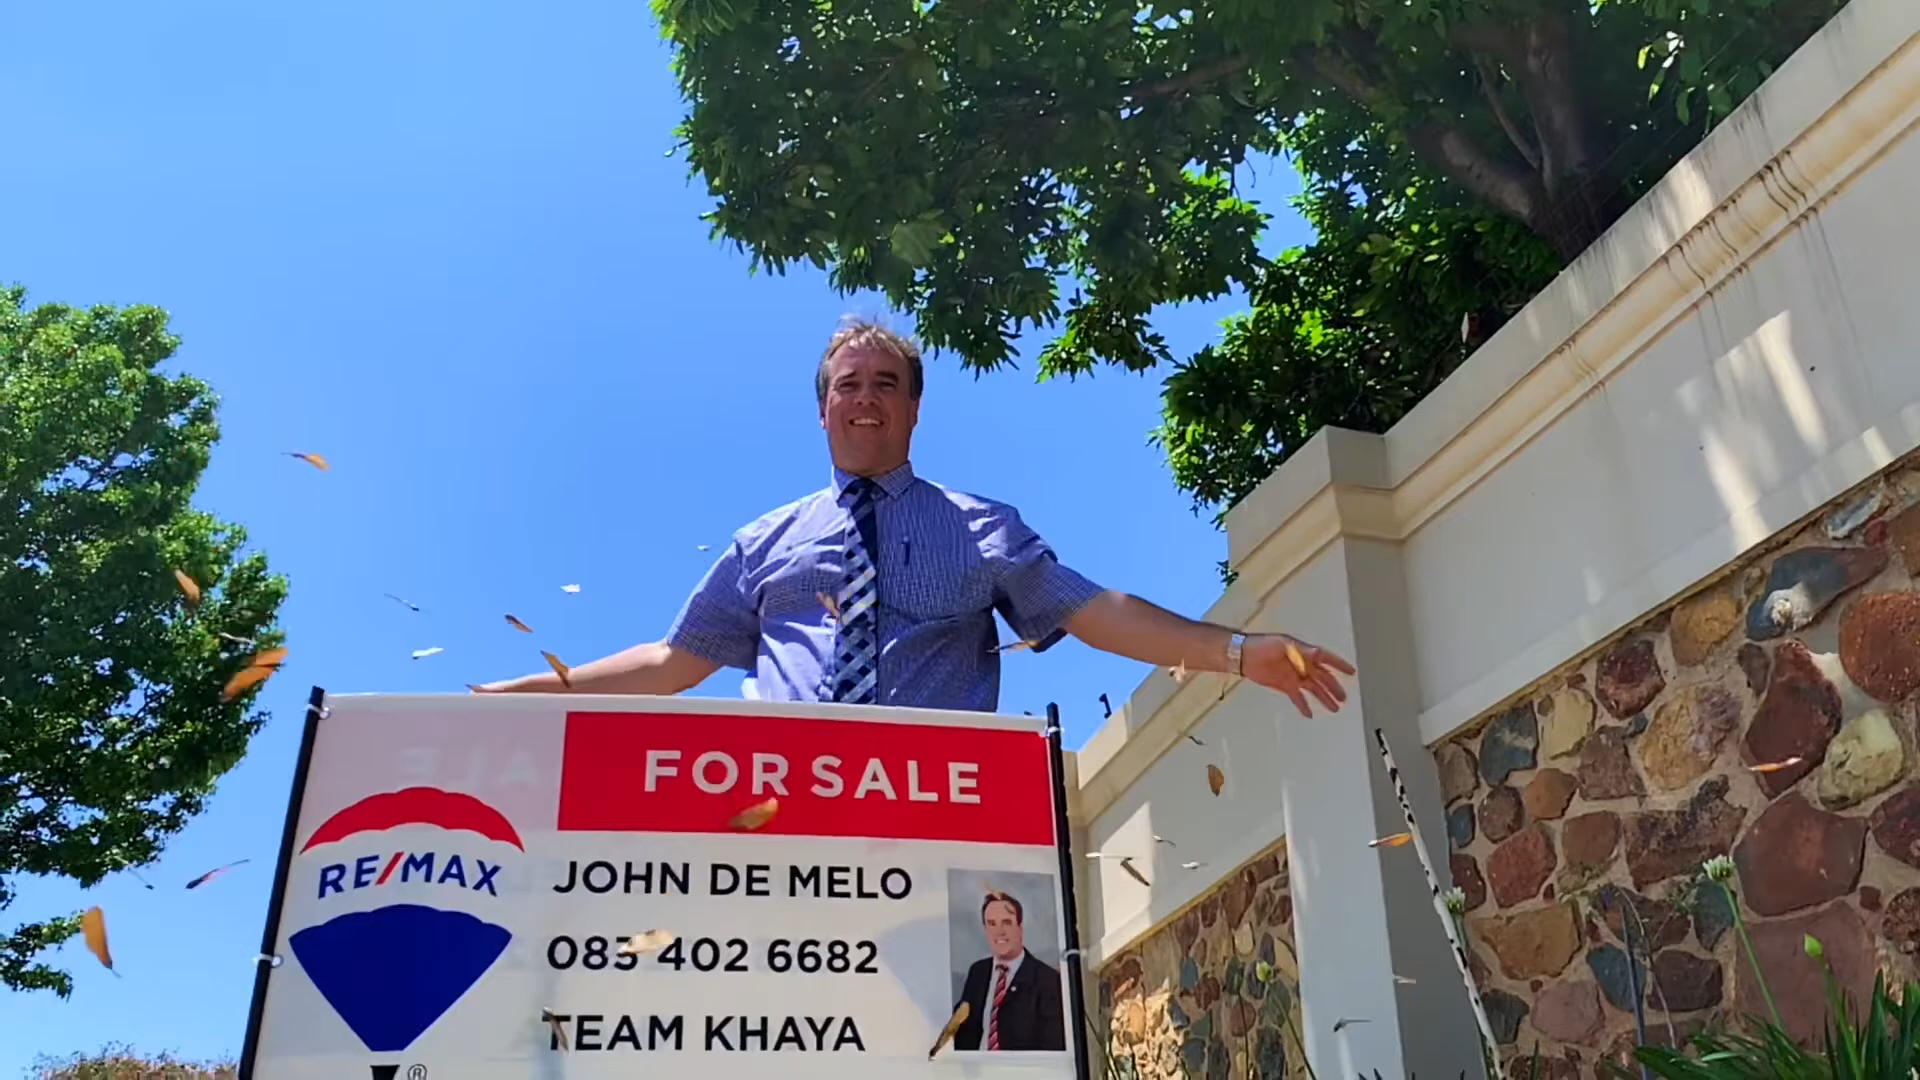 FOR SALE
RE/MAX
JOHN DE MELO
083 402 6682
TEAM KHAYA
®